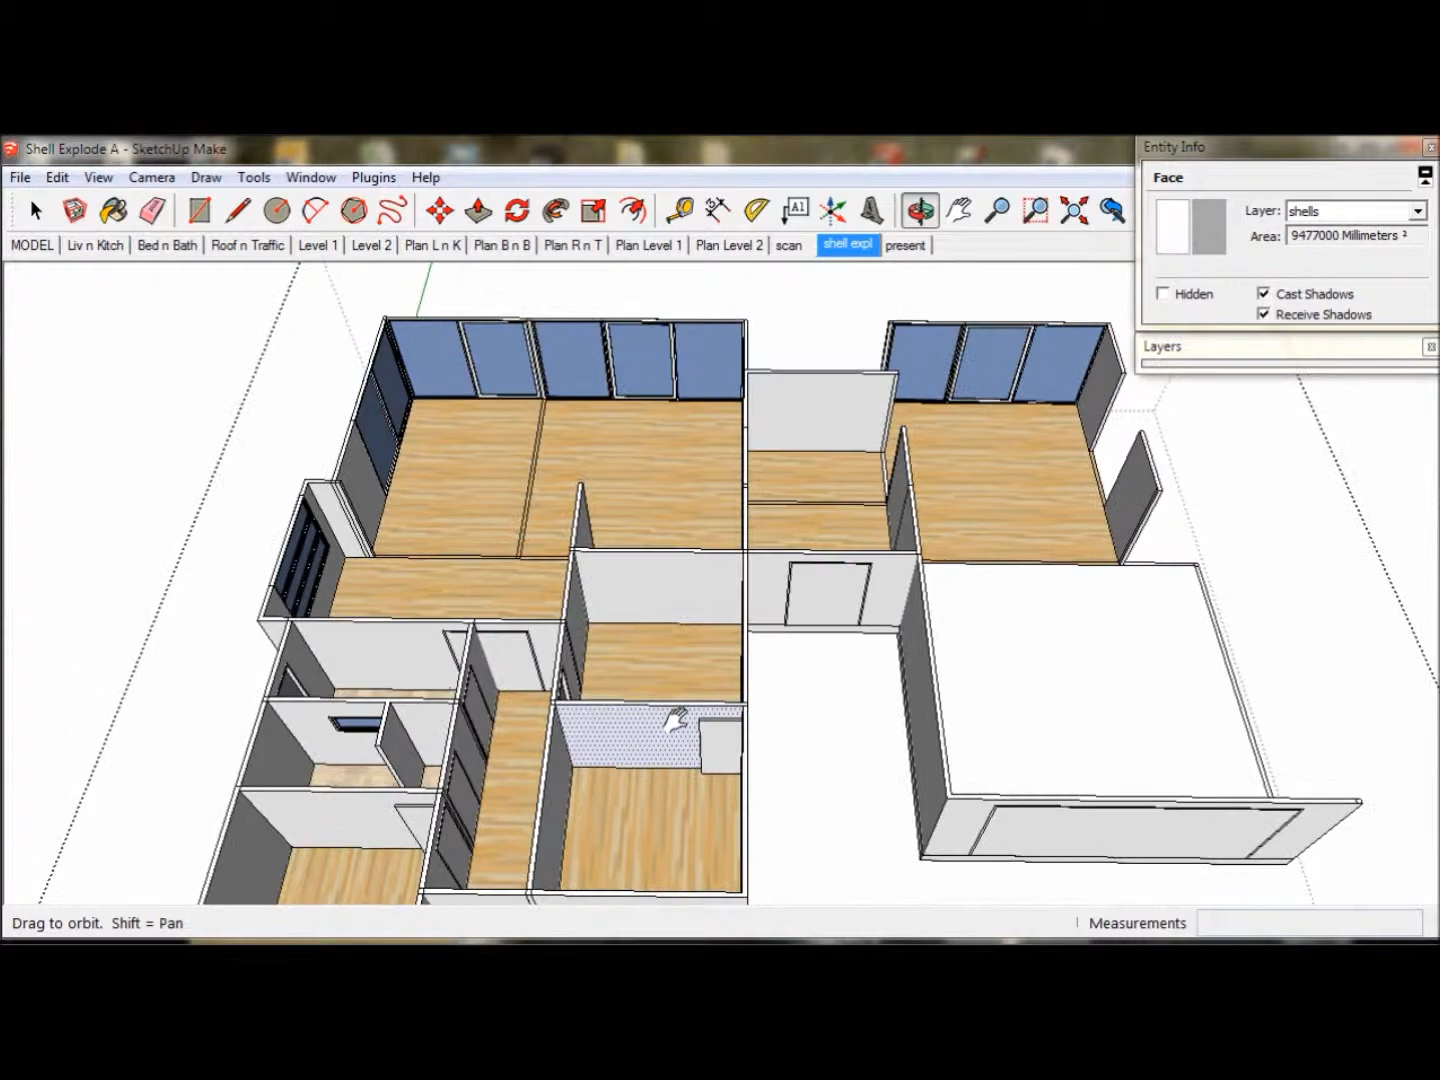 Shell Explode A - SketchUp Make
Entity Info
File Edit View Camera Draw Tools Window Plugins Help
Face
A1
Layer: shells
Area: 9477000 Millimeters ²
MODEL Liv n Kitch Bed n Bath Roof n Traffic Level 1 Level 2 Plan L n K Plan B n B Plan R n T Plan Level 1 Plan Level 2 scan shell expl present
Hidden Cast Shadows
Receive Shadows
Layers
Drag to orbit. Shift = Pan
Measurements